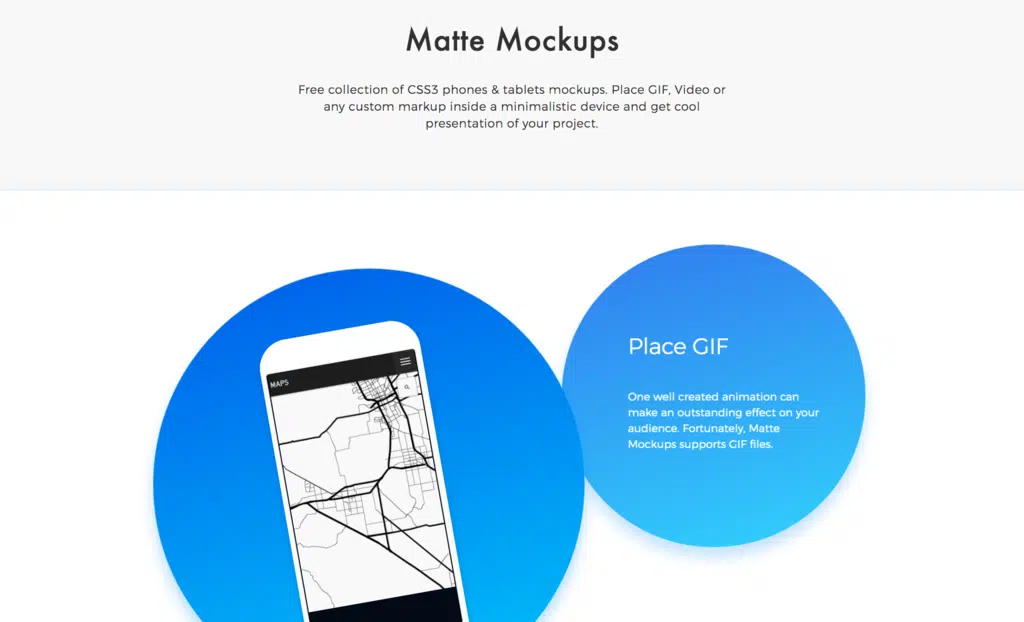 Matte Mockups
Free collection of CSS3 phones & tablets mockups. Place GIF, Video or
any custom markup inside a minimalistic device and get cool
presentation of your project.
Place GIF
One well created animation can
make an outstanding effect on your
audience. Fortunately, Matte
Mockups supports GIF files.
MAPS